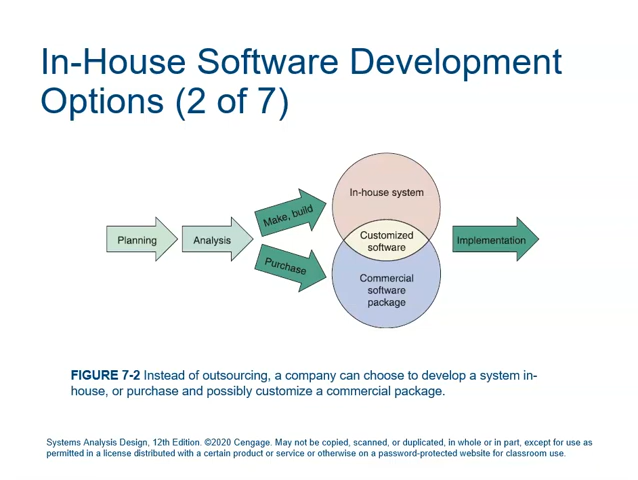 In-House Software Development
Options (2 of 7)
Planning
Analysis
Make, build
Purchase
In-house system
Customized
software
Commercial
software
package
Implementation
FIGURE 7-2 Instead of outsourcing, a company can choose to develop a system in-
house, or purchase and possibly customize a commercial package.
Systems Analysis Design, 12th Edition. ©2020 Cengage. May not be copied, scanned, or duplicated, in whole or in part, except for use as
permitted in a license distributed with a certain product or service or otherwise on a password-protected website for classroom use.